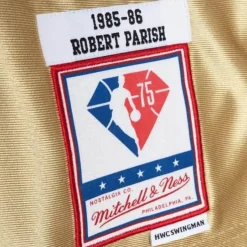 1985-86
ROBERT PARISH
75
NOSTALGIA CO.
Mitchell & Ness
PHILADELPHIA, PA.
HWC SWINGMAN